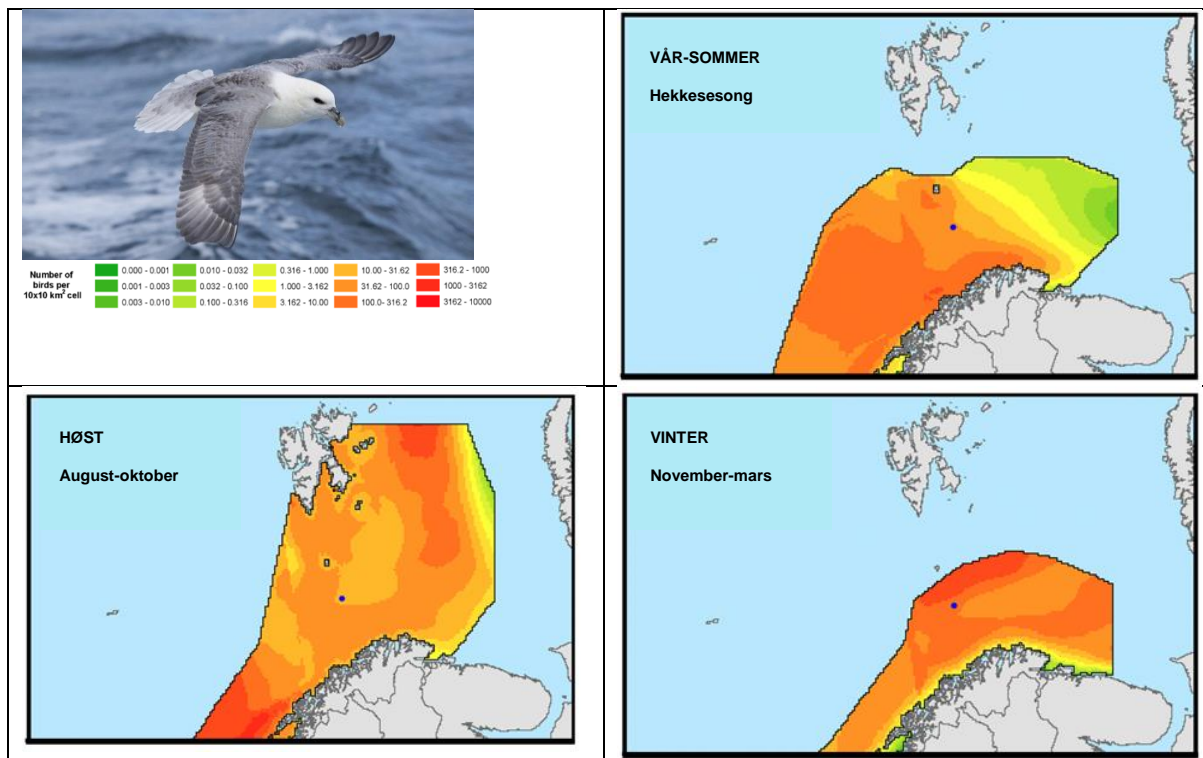 VÅR-SOMMER
Hekkesesong
Number of
birds per
10x10 km² cell
0.000 - 0.001
0.010 - 0.032
0.316 - 1.000
10.00 - 31.62
316.2 - 1000
0.001 - 0.003
0.032 - 0.100
1.000 - 3.162
31.62 - 100.0
1000 - 3162
0.003 - 0.010
0.100 - 0.316
3.162 - 10.00
100.0- 316.2
3162 - 10000
HØST
August-oktober
VINTER
November-mars